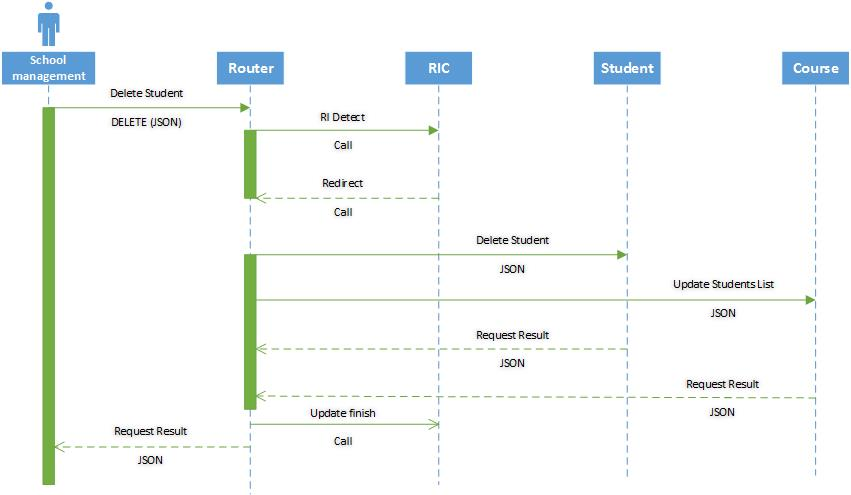 School
management
Router
RIC
Student
Course
Delete Student
DELETE (JSON)
RI Detect
Call
Redirect
Call
Delete Student
JSON
Update Students List
JSON
Request Result
JSON
Request Result
JSON
Update finish
Call
Request Result
JSON